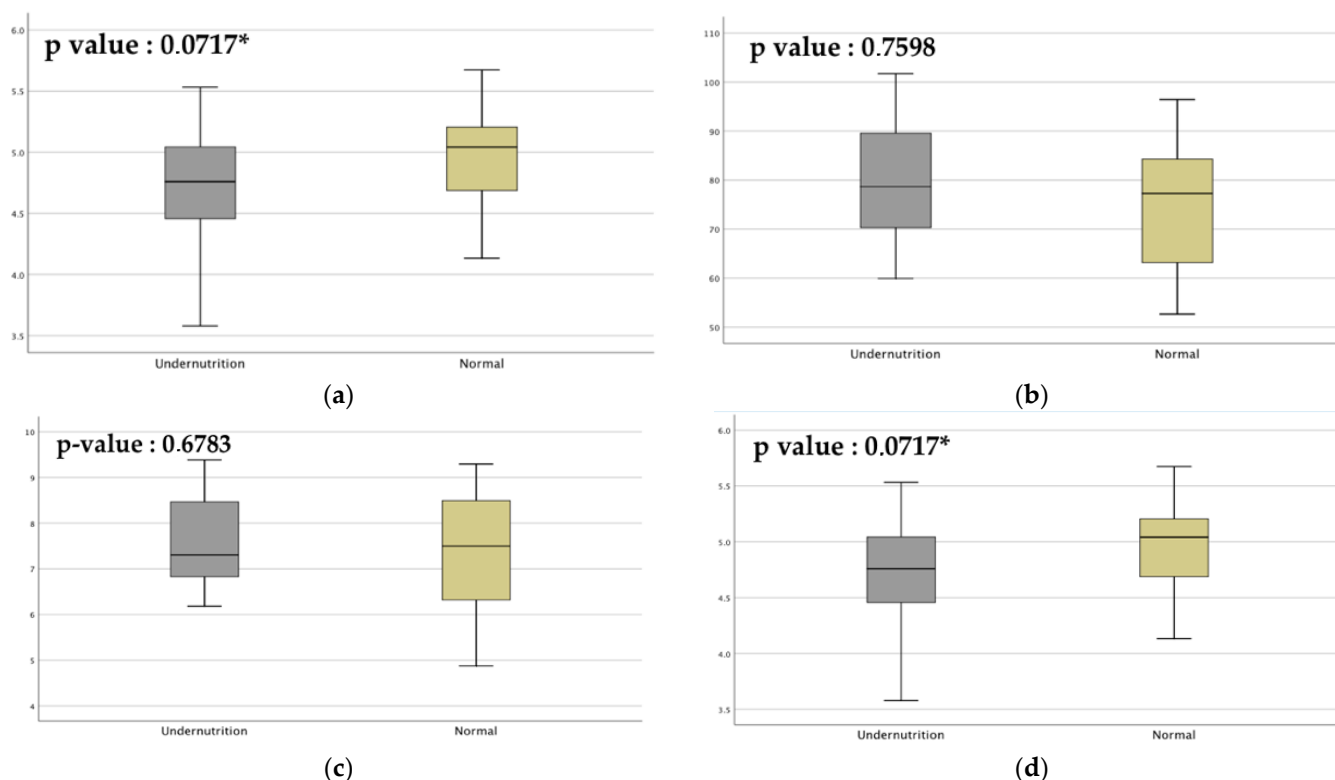 p value : 0.0717*
6.0
5.5
5.0
4.5
4.0
3.5
Undernutrition Normal
(a)
p value : 0.7598
110
100
90
80
70
60
50
Undernutrition Normal
(b)
p-value : 0.6783
10
9
8
7
6
5
4
Undernutrition Normal
(c)
p value : 0.0717*
6.0
5.5
5.0
4.5
4.0
3.5
Undernutrition Normal
(d)